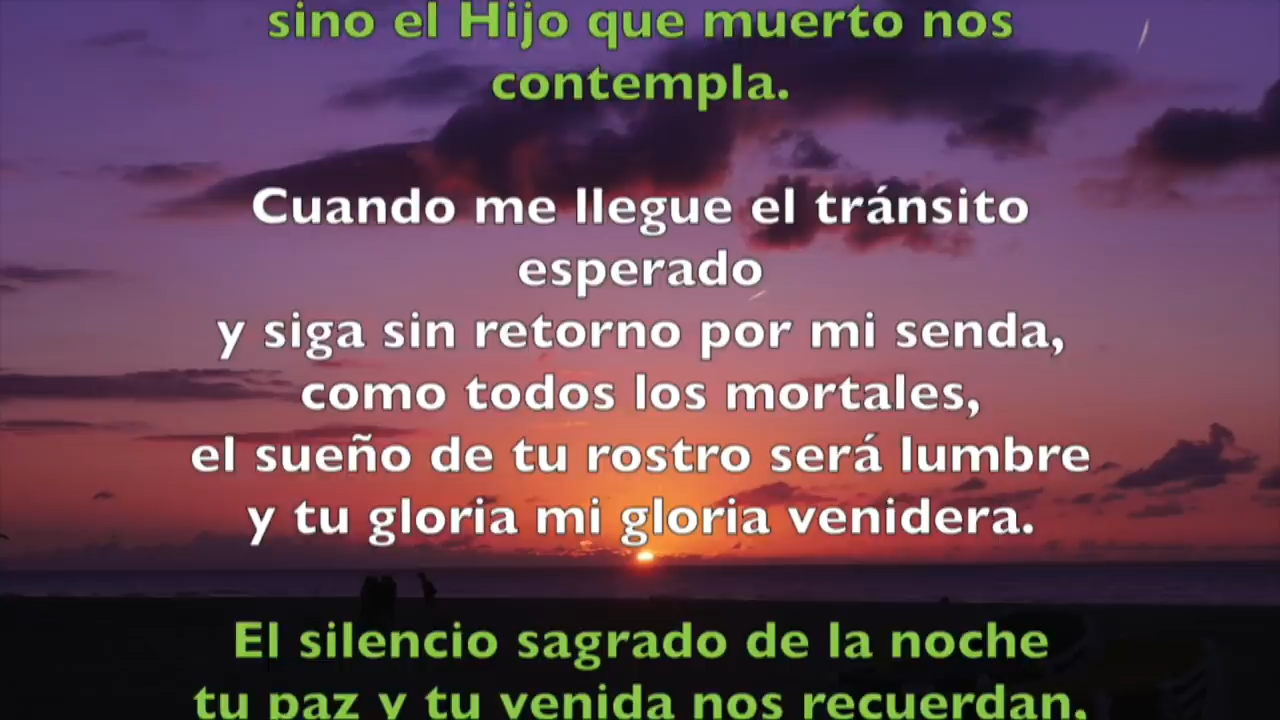 sino el Hijo que muerto nos
contempla.
Cuando me llegue el tránsito
esperado
y siga sin retorno por mi senda,
como todos los mortales,
el sueño de tu rostro será lumbre
y tu gloria mi gloria venidera.
El silencio sagrado de la noche
tu paz y tu venida nos recuerdan,